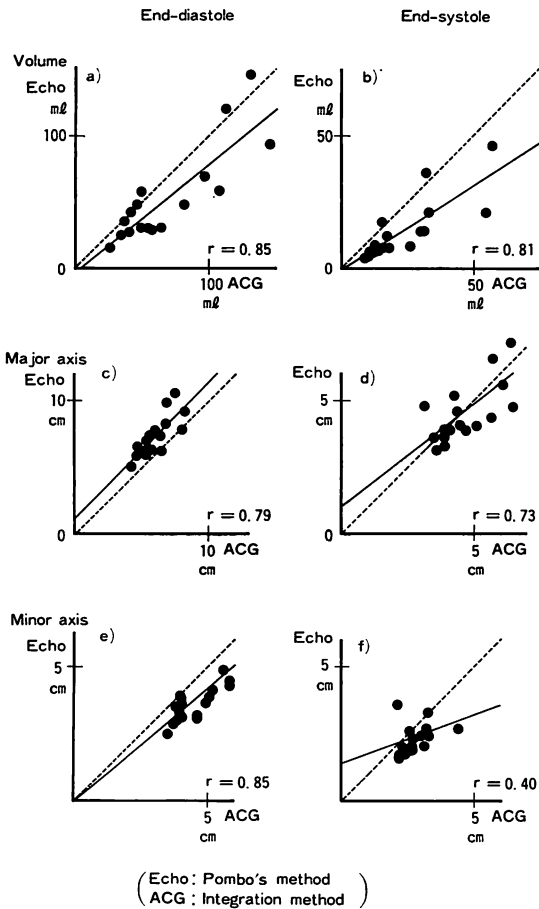 End-diastole
End-systole
Volume
Echo
mℓ
a)
100
0
r = 0.85
100 ACG
mℓ
Echo
mℓ
b)
50
0
r = 0.81
50 ACG
mℓ
Major axis
Echo
10
cm
c)
0
r = 0.79
10 ACG
cm
Echo
5
cm
d)
0
r = 0.73
5 ACG
cm
Minor axis
Echo
5
cm
e)
0
r = 0.85
5 ACG
cm
Echo
5
cm
f)
0
r = 0.40
5 ACG
cm
(Echo : Pombo's method
ACG : Integration method)